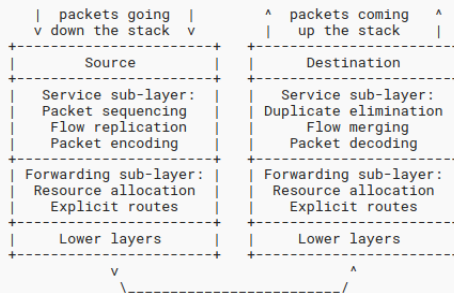 packets going packets coming
down the stack up the stack
Source Destination
Service sub-layer: Service sub-layer:
Packet sequencing Duplicate elimination
Flow replication Flow merging
Packet encoding Packet decoding
Forwarding sub-layer: Forwarding sub-layer:
Resource allocation Resource allocation
Explicit routes Explicit routes
Lower layers Lower layers